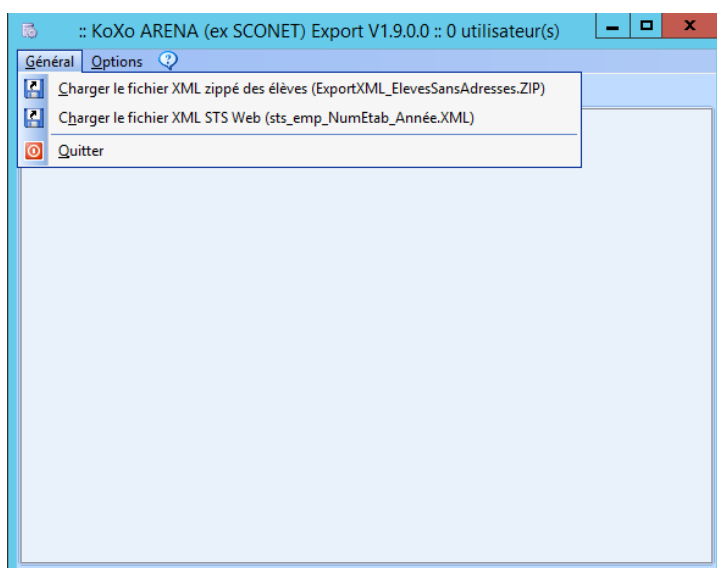 :: KoXo ARENA (ex SCONET) Export V1.9.0.0 :: 0 utilisateur(s)
Général Options
Charger le fichier XML zippé des élèves (ExportXML_ElevesSansAdresses.ZIP)
Charger le fichier XML STS Web (sts_emp_NumEtab_Année.XML)
Quitter